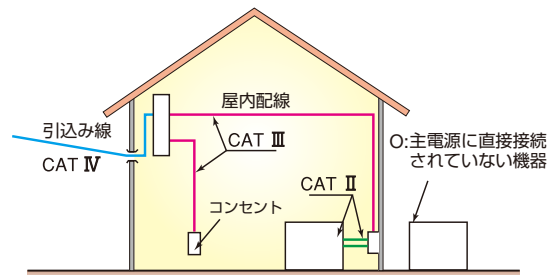 屋内配線
引込み線
CAT Ⅳ
CAT Ⅲ
O:主電源に直接接続
されていない機器
CAT Ⅱ
コンセント